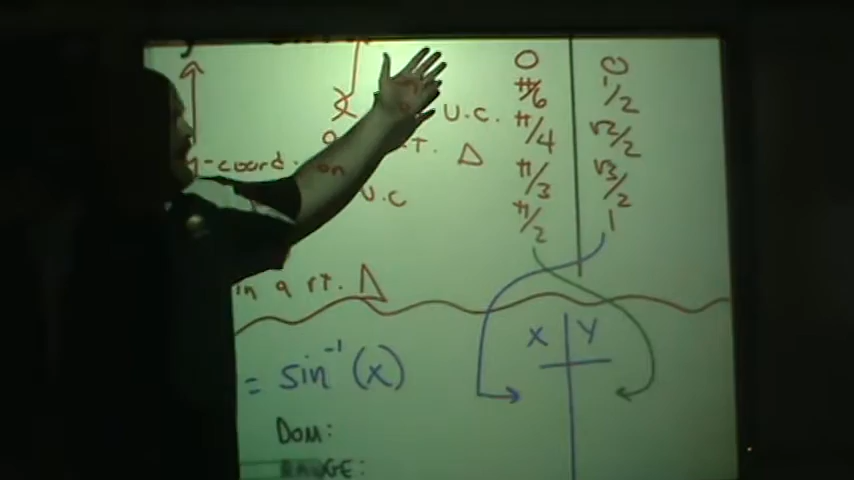 0 | 0
π/6 | 1/2
x U.C. π/4 | √2/2
-coord. on rt. △ π/3 | √3/2
U.C π/2 | 1
in a rt. △
X | Y
= sin⁻¹(x)
DOM:
RANGE: